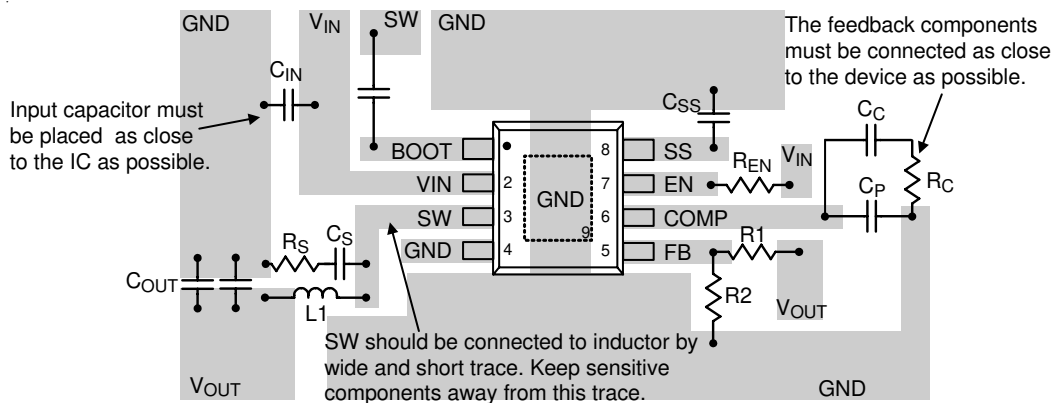 GND
VIN
SW
GND
The feedback components
must be connected as close
to the device as possible.
CIN
Input capacitor must
be placed as close
to the IC as possible.
CSS
CC
BOOT
8
SS
REN
VIN
RC
VIN
2
GND
7
EN
CP
SW
3
9
6
COMP
GND
4
5
FB
R1
RS
CS
COUT
L1
R2
VOUT
SW should be connected to inductor by
wide and short trace. Keep sensitive
components away from this trace.
VOUT
GND